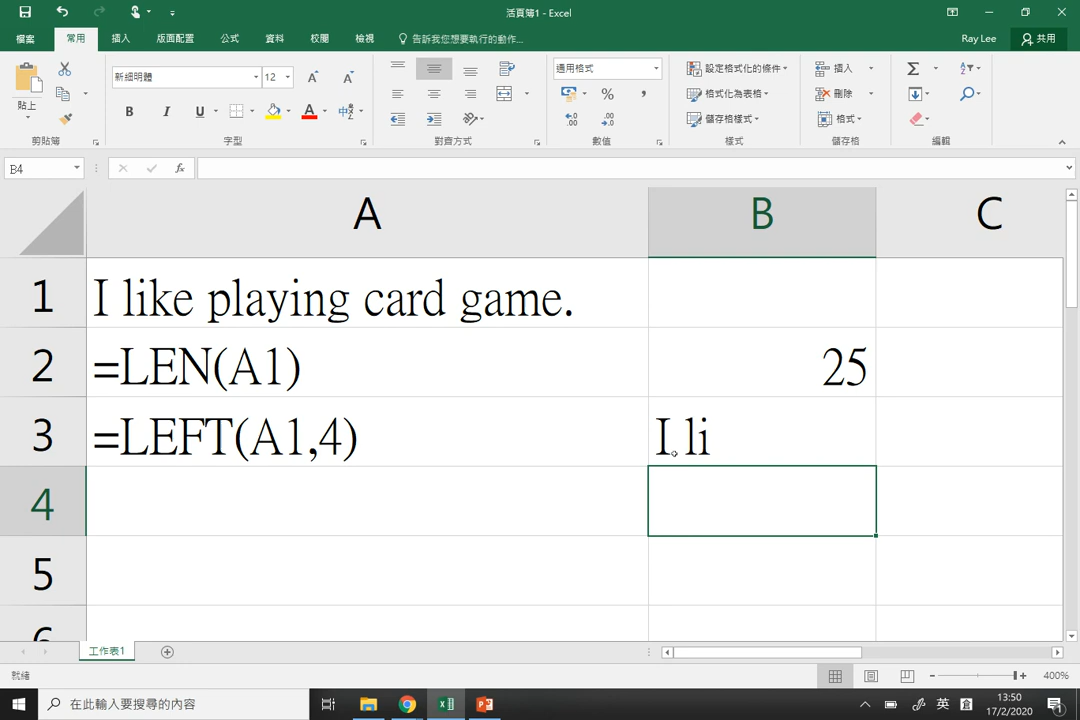 活頁簿1 - Excel
檔案 常用 插入 版面配置 公式 資料 校閱 檢視 告訴我您想要執行的動作... Ray Lee 共用
貼上
新細明體 12
B I U A 中
通用格式
$ % ,
設定格式化的條件
格式化為表格
儲存格樣式
插入
刪除
格式
剪貼簿 字型 對齊方式 數值 樣式 儲存格 編輯
B4 fx
A B C
1 I like playing card game.
2 =LEN(A1) 25
3 =LEFT(A1,4) I li
4
5
6
工作表1
就緒 400%
在此輸入要搜尋的內容 英 13:50
17/2/2020